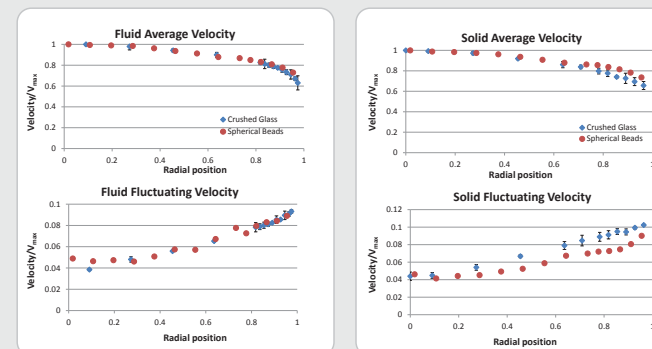 Fluid Average Velocity
Velocity/Vmax
1
0.8
0.6
0.4
0.2
0
Crushed Glass
Spherical Beads
0 0.2 0.4 0.6 0.8 1
Radial position
Fluid Fluctuating Velocity
Velocity/Vmax
0.1
0.08
0.06
0.04
0.02
0
0 0.2 0.4 0.6 0.8 1
Radial position
Solid Average Velocity
Velocity/Vmax
1
0.8
0.6
0.4
0.2
0
Crushed Glass
Spherical Beads
0 0.2 0.4 0.6 0.8 1
Radial position
Solid Fluctuating Velocity
Velocity/Vmax
0.12
0.1
0.08
0.06
0.04
0.02
0
0 0.2 0.4 0.6 0.8 1
Radial position